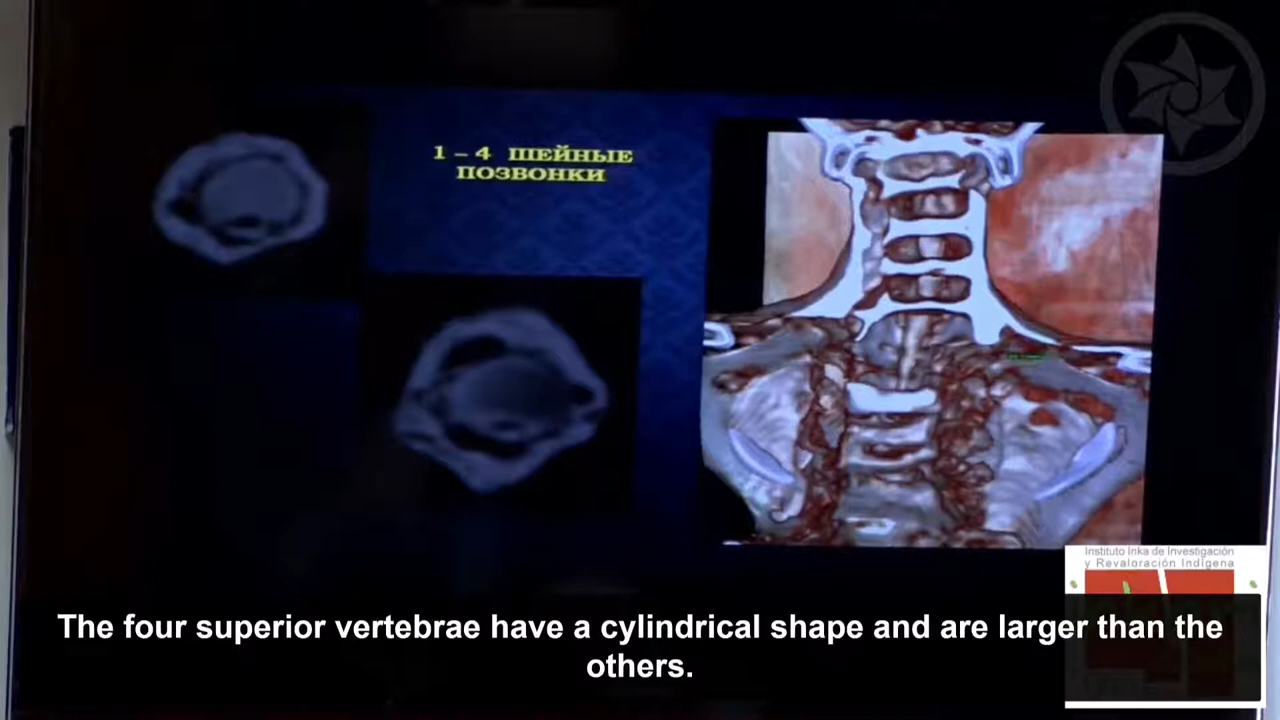 1 – 4 ШЕЙНЫЕ
ПОЗВОНКИ
Instituto Inka de Investigación
y Revaloración Indígena
The four superior vertebrae have a cylindrical shape and are larger than the
others.